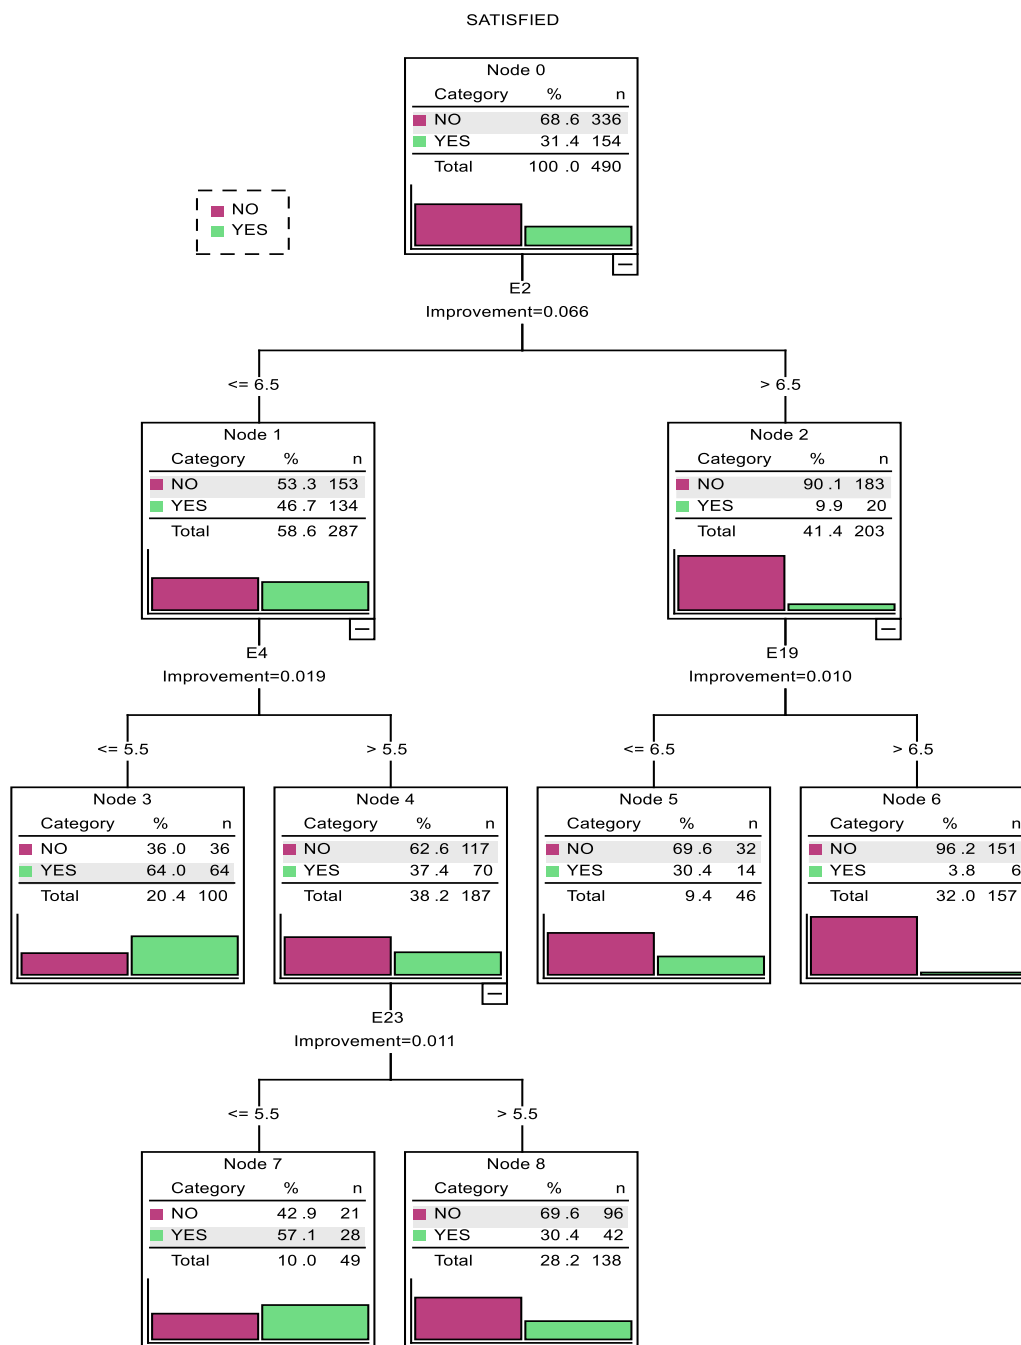 SATISFIED
Node 0
Category % n
NO 68 .6 336
YES 31 .4 154
Total 100 .0 490
NO
YES
E2
Improvement=0.066
<= 6.5
> 6.5
Node 1
Category % n
NO 53 .3 153
YES 46 .7 134
Total 58 .6 287
Node 2
Category % n
NO 90 .1 183
YES 9 .9 20
Total 41 .4 203
E4
Improvement=0.019
E19
Improvement=0.010
<= 5.5
> 5.5
<= 6.5
> 6.5
Node 3
Category % n
NO 36 .0 36
YES 64 .0 64
Total 20 .4 100
Node 4
Category % n
NO 62 .6 117
YES 37 .4 70
Total 38 .2 187
Node 5
Category % n
NO 69 .6 32
YES 30 .4 14
Total 9 .4 46
Node 6
Category % n
NO 96 .2 151
YES 3 .8 6
Total 32 .0 157
E23
Improvement=0.011
<= 5.5
> 5.5
Node 7
Category % n
NO 42 .9 21
YES 57 .1 28
Total 10 .0 49
Node 8
Category % n
NO 69 .6 96
YES 30 .4 42
Total 28 .2 138